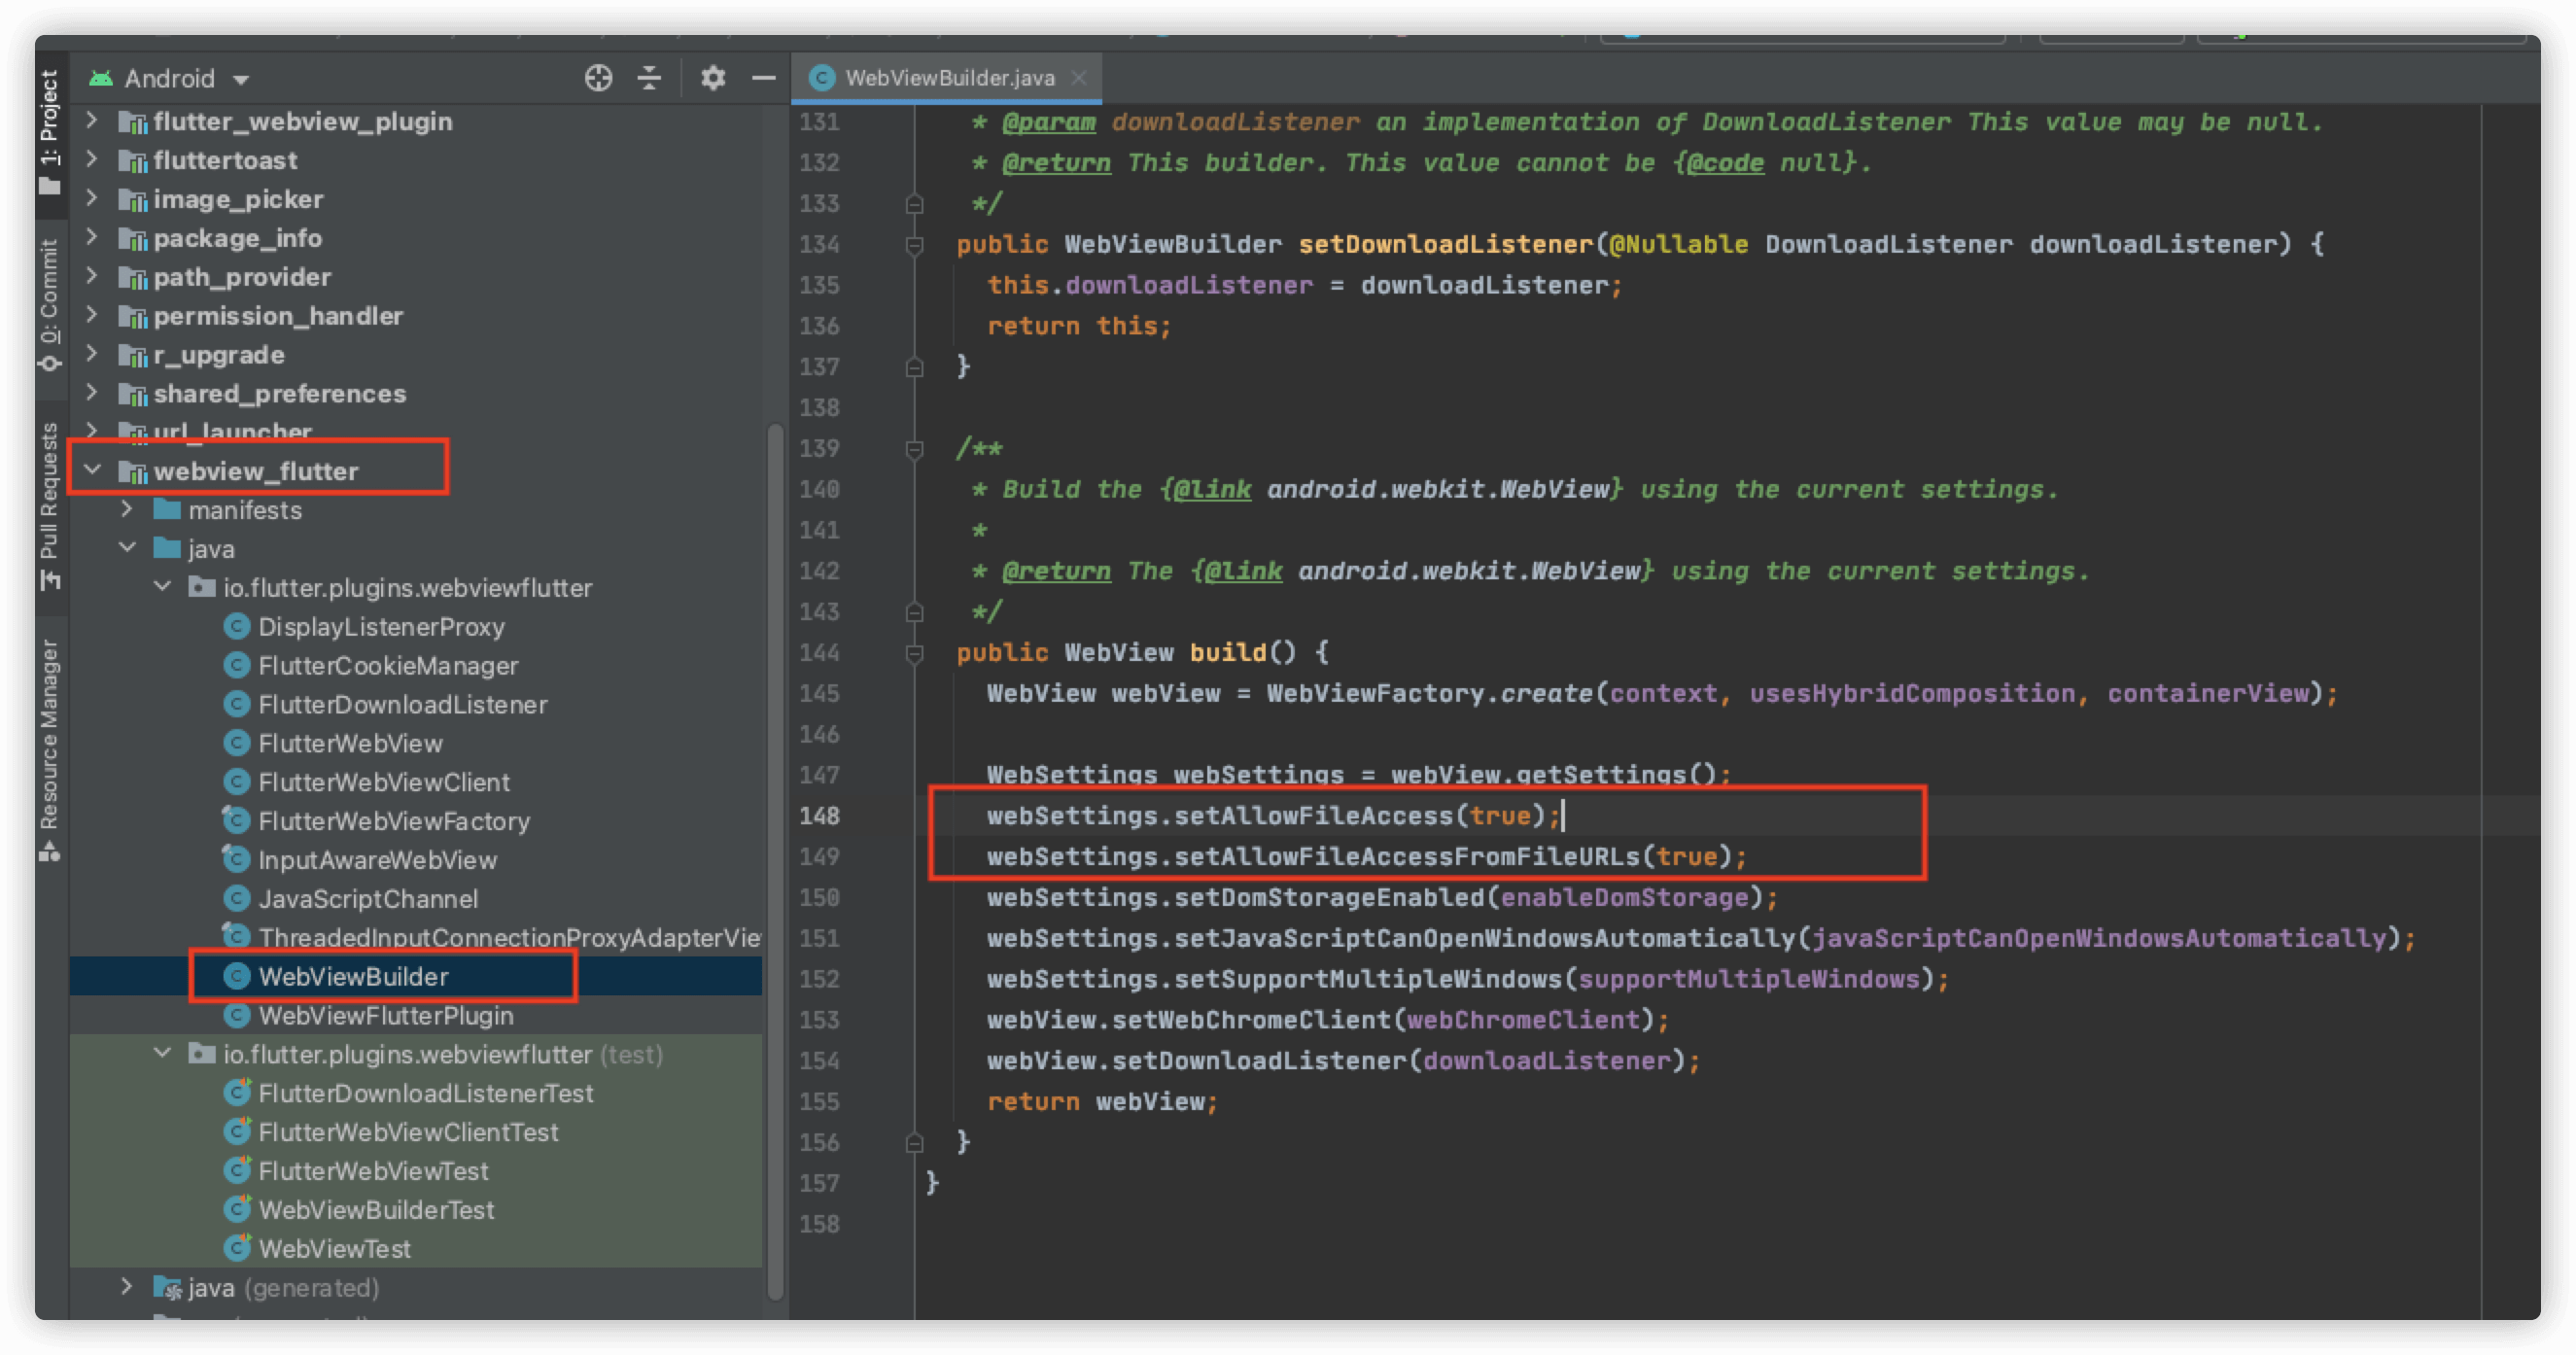 1: Project
0: Commit
Pull Requests
Resource Manager
Android
flutter_webview_plugin
fluttertoast
image_picker
package_info
path_provider
permission_handler
r_upgrade
shared_preferences
url_launcher
webview_flutter
manifests
java
io.flutter.plugins.webviewflutter
DisplayListenerProxy
FlutterCookieManager
FlutterDownloadListener
FlutterWebView
FlutterWebViewClient
FlutterWebViewFactory
InputAwareWebView
JavaScriptChannel
ThreadedInputConnectionProxyAdapterVie
WebViewBuilder
WebViewFlutterPlugin
io.flutter.plugins.webviewflutter (test)
FlutterDownloadListenerTest
FlutterWebViewClientTest
FlutterWebViewTest
WebViewBuilderTest
WebViewTest
java (generated)
WebViewBuilder.java
131 * @param downloadListener an implementation of DownloadListener This value may be null.
132 * @return This builder. This value cannot be {@code null}.
133 */
134 public WebViewBuilder setDownloadListener(@Nullable DownloadListener downloadListener) {
135 this.downloadListener = downloadListener;
136 return this;
137 }
138
139 /**
140 * Build the {@link android.webkit.WebView} using the current settings.
141 *
142 * @return The {@link android.webkit.WebView} using the current settings.
143 */
144 public WebView build() {
145 WebView webView = WebViewFactory.create(context, usesHybridComposition, containerView);
146
147 WebSettings webSettings = webView.getSettings();
148 webSettings.setAllowFileAccess(true);
149 webSettings.setAllowFileAccessFromFileURLs(true);
150 webSettings.setDomStorageEnabled(enableDomStorage);
151 webSettings.setJavaScriptCanOpenWindowsAutomatically(javaScriptCanOpenWindowsAutomatically);
152 webSettings.setSupportMultipleWindows(supportMultipleWindows);
153 webView.setWebChromeClient(webChromeClient);
154 webView.setDownloadListener(downloadListener);
155 return webView;
156 }
157 }
158